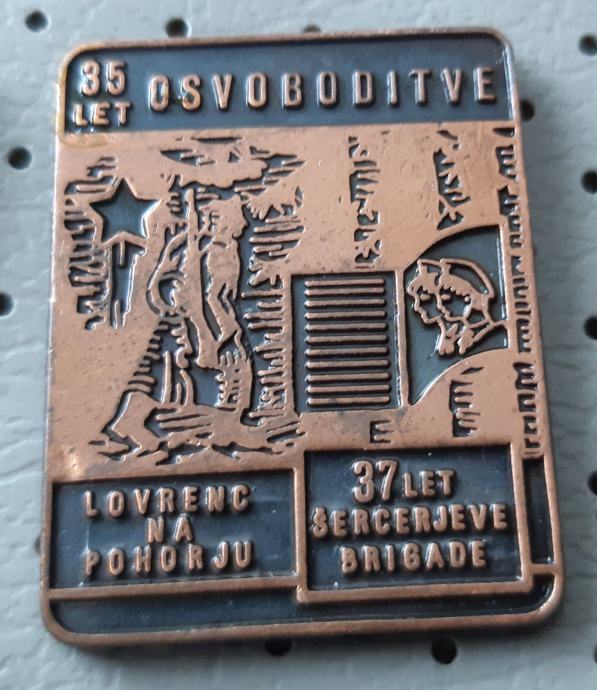 35
LET
OSVOBODITVE
LOVRENC
NA
POHORJU
37 LET
ŠERCERJEVE
BRIGADE